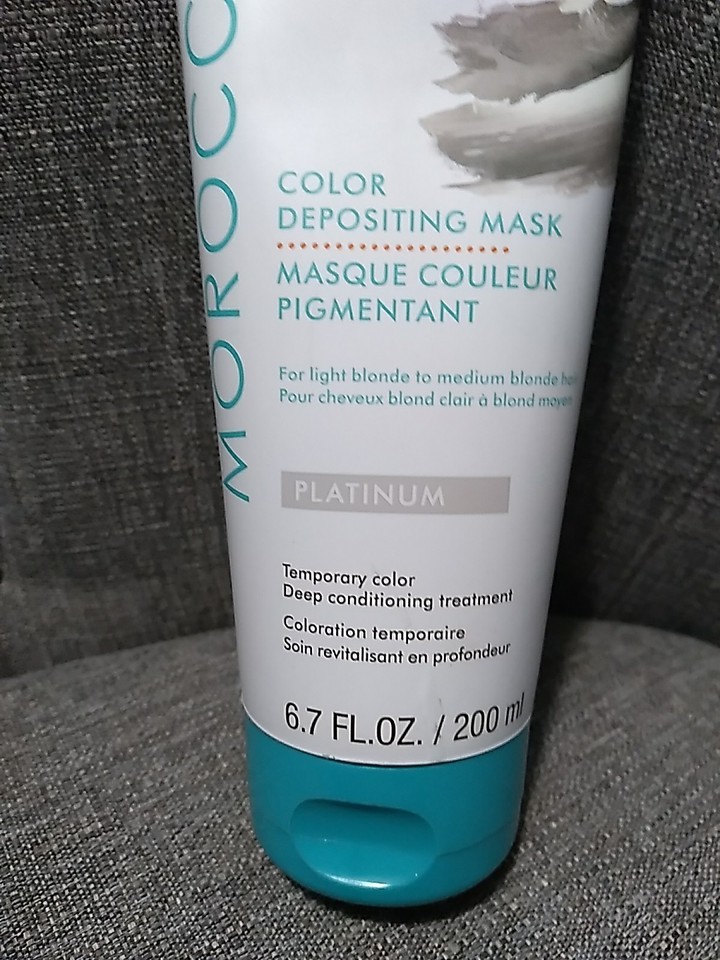 MOROCC
COLOR
DEPOSITING MASK
MASQUE COULEUR
PIGMENTANT
For light blonde to medium blonde
Pour cheveux blond clair à blond moyen
PLATINUM
Temporary color
Deep conditioning treatment
Coloration temporaire
Soin revitalisant en profondeur
6.7 FL.OZ. / 200 ml